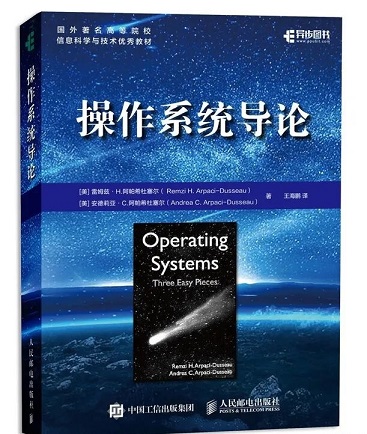 国外著名高等院校
信息科学与技术优秀教材
异步图书
www.epubit.com
操作系统导论
[美] 雷姆兹·H.阿帕希杜塞尔 ( Remzi H. Arpaci-Dusseau )
[美] 安德莉亚·C.阿帕希杜塞尔 ( Andrea C. Arpaci-Dusseau )
著
王海鹏 译
Operating
Systems
Three Easy Pieces
Remzi H. Arpaci-Dusseau
Andrea C. Arpaci-Dusseau
中国工信出版集团
人民邮电出版社
POSTS & TELECOM PRESS
操作系统导论
人民邮电出版社